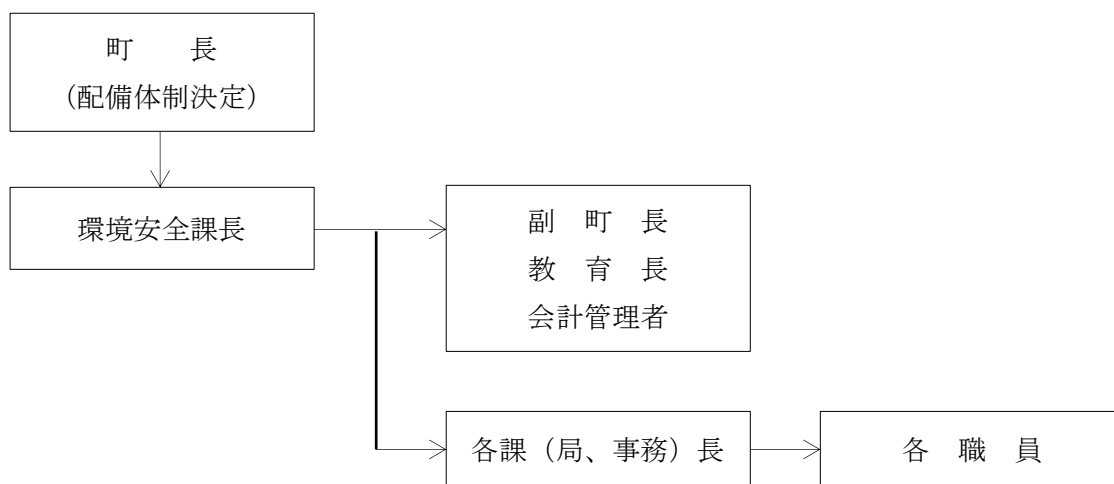 町　　長
（配備体制決定）
環境安全課長
副　町　長
教　育　長
会計管理者
各課（局、事務）長
各　職　員